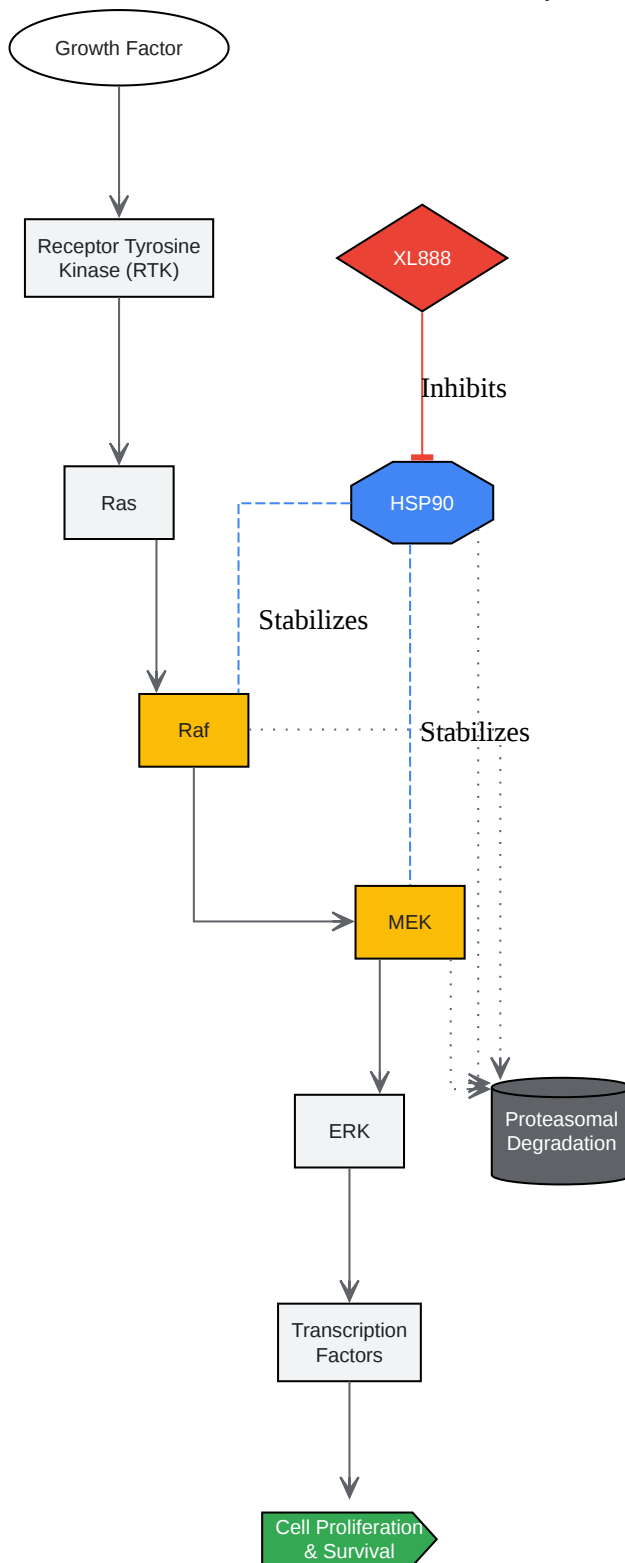 Growth Factor
Receptor Tyrosine
Kinase (RTK)
XL888
Inhibits
Ras
HSP90
Stabilizes
Raf
Stabilizes
MEK
ERK
Proteasomal
Degradation
Transcription
Factors
Cell Proliferation
& Survival